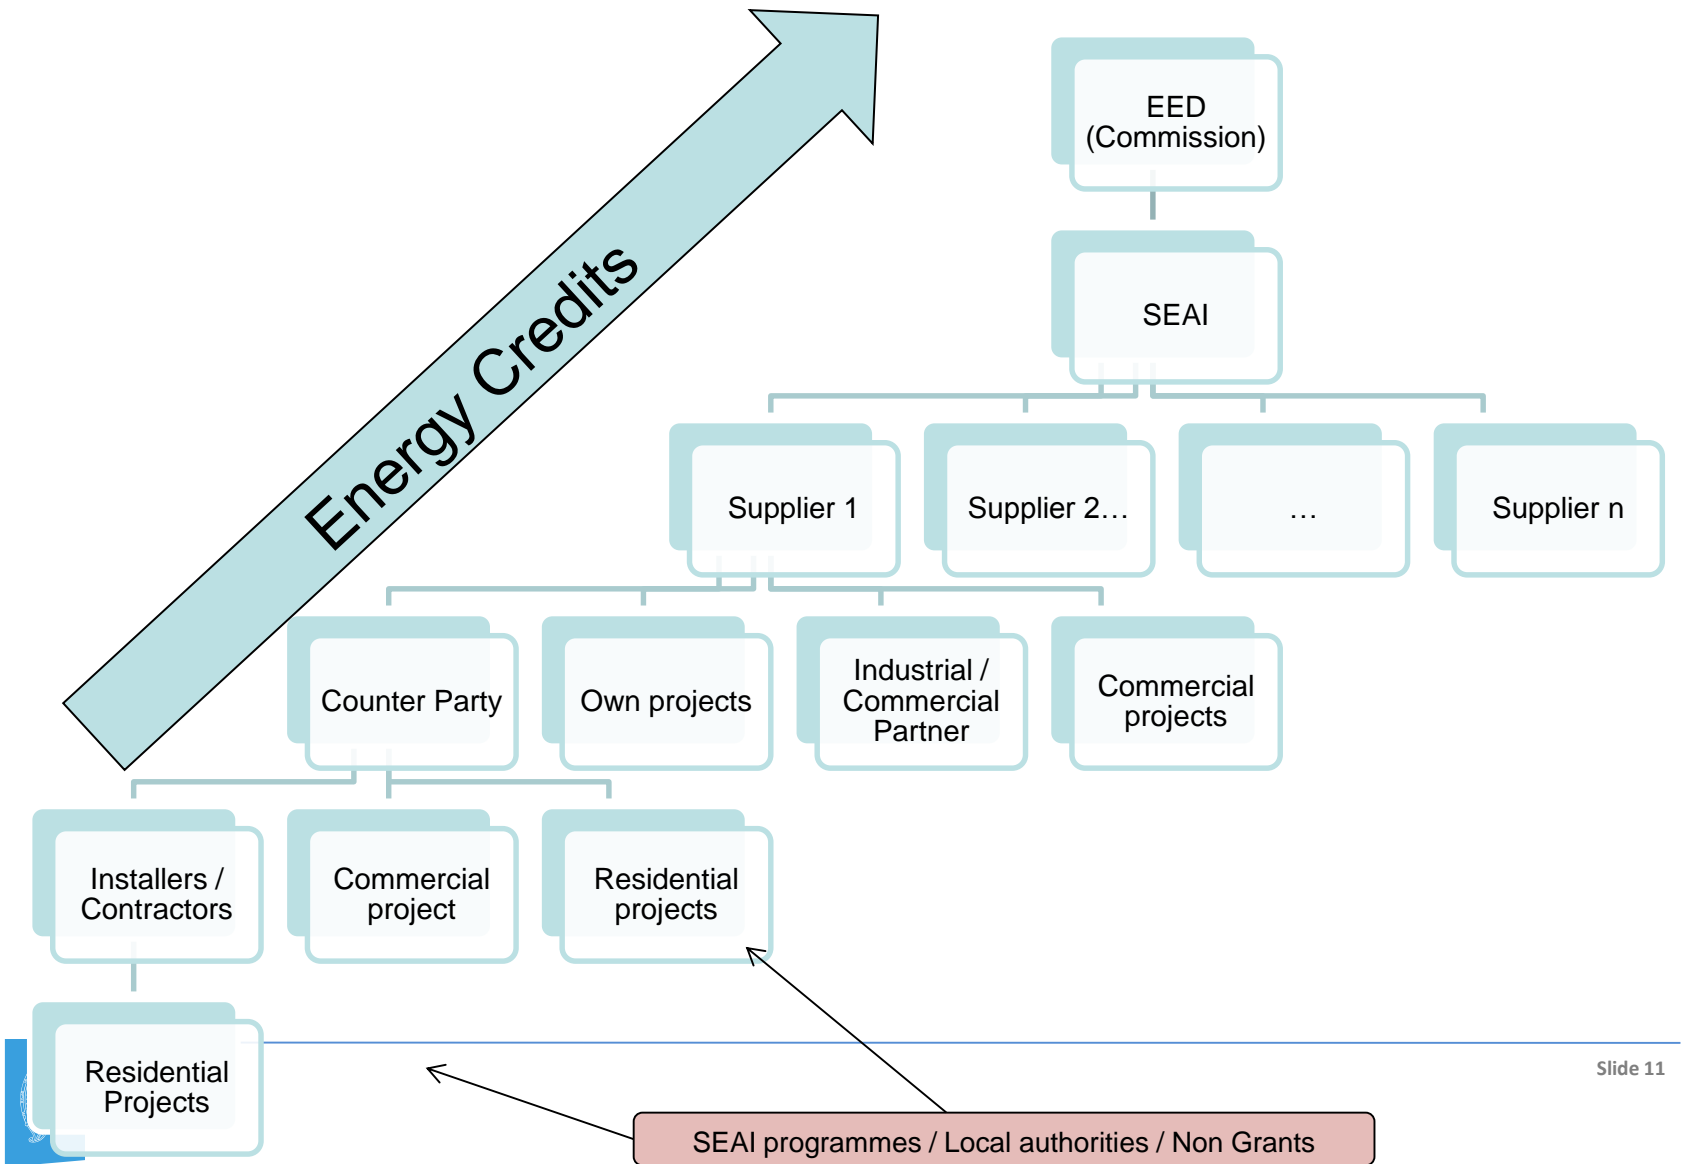 EED
(Commission)
SEAI
Energy Credits
Supplier 1
Supplier 2...
...
Supplier n
Counter Party
Own projects
Industrial /
Commercial
Partner
Commercial
projects
Installers /
Contractors
Commercial
project
Residential
projects
Residential
Projects
Slide 11
SEAI programmes / Local authorities / Non Grants